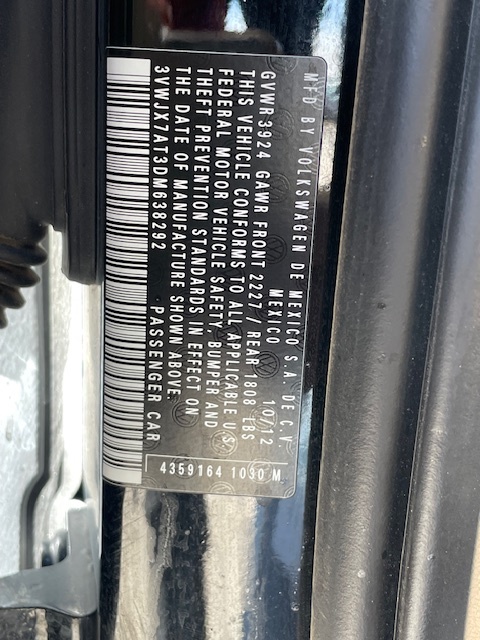 MFD BY VOLKSWAGEN DE MEXICO S.A. DE C.V
MEXICO 10/12
GVWR 3924 GAWR FRONT 2227/ REAR 1808 LBS
THIS VEHICLE CONFORMS TO ALL APPLICABLE U.S.
FEDERAL MOTOR VEHICLE SAFETY, BUMPER AND
THEFT PREVENTION STANDARDS IN EFFECT ON
THE DATE OF MANUFACTURE SHOWN ABOVE.
3VWJX7AT3DM638292 PASSENGER CAR
4359164 1030 M